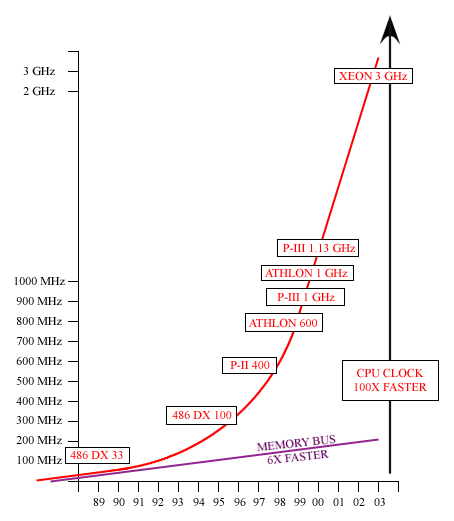 3 GHz
XEON 3 GHz
2 GHz
P-III 1.13 GHz
ATHLON 1 GHz
1000 MHz
P-III 1 GHz
900 MHz
800 MHz
ATHLON 600
700 MHz
600 MHz
P-II 400
500 MHz
CPU CLOCK
100X FASTER
400 MHz
486 DX 100
300 MHz
200 MHz
MEMORY BUS
6X FASTER
486 DX 33
100 MHz
89 90 91 92 93 94 95 96 97 98 99 00 01 02 03